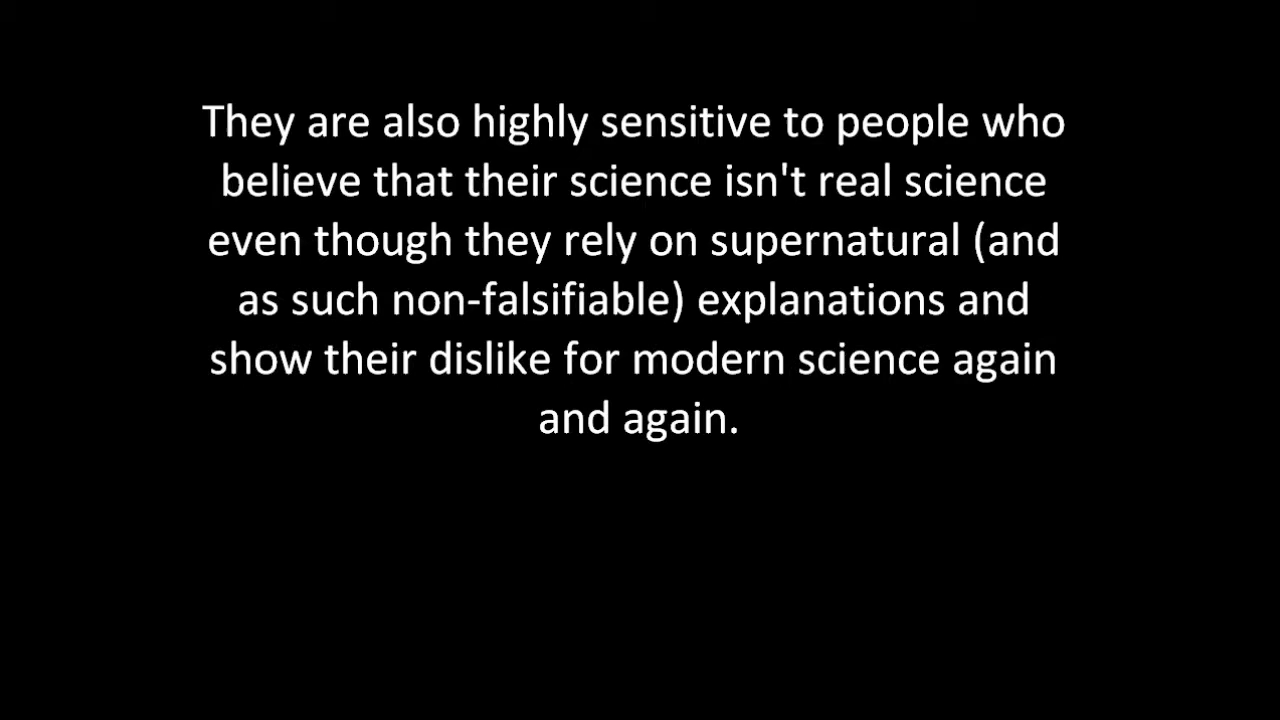 They are also highly sensitive to people who
believe that their science isn't real science
even though they rely on supernatural (and
as such non-falsifiable) explanations and
show their dislike for modern science again
and again.